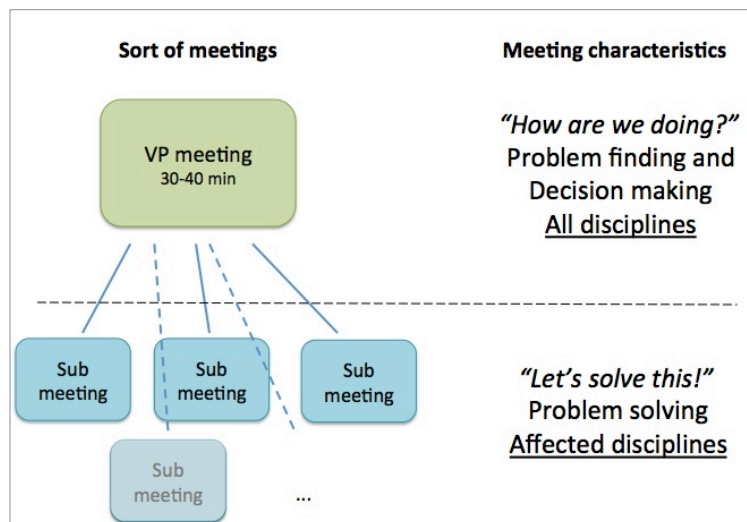 Sort of meetings
Meeting characteristics
VP meeting
30-40 min
“How are we doing?”
Problem finding and
Decision making
All disciplines
Sub
meeting
Sub
meeting
Sub
meeting
“Let’s solve this!”
Problem solving
Affected disciplines
Sub
meeting
...